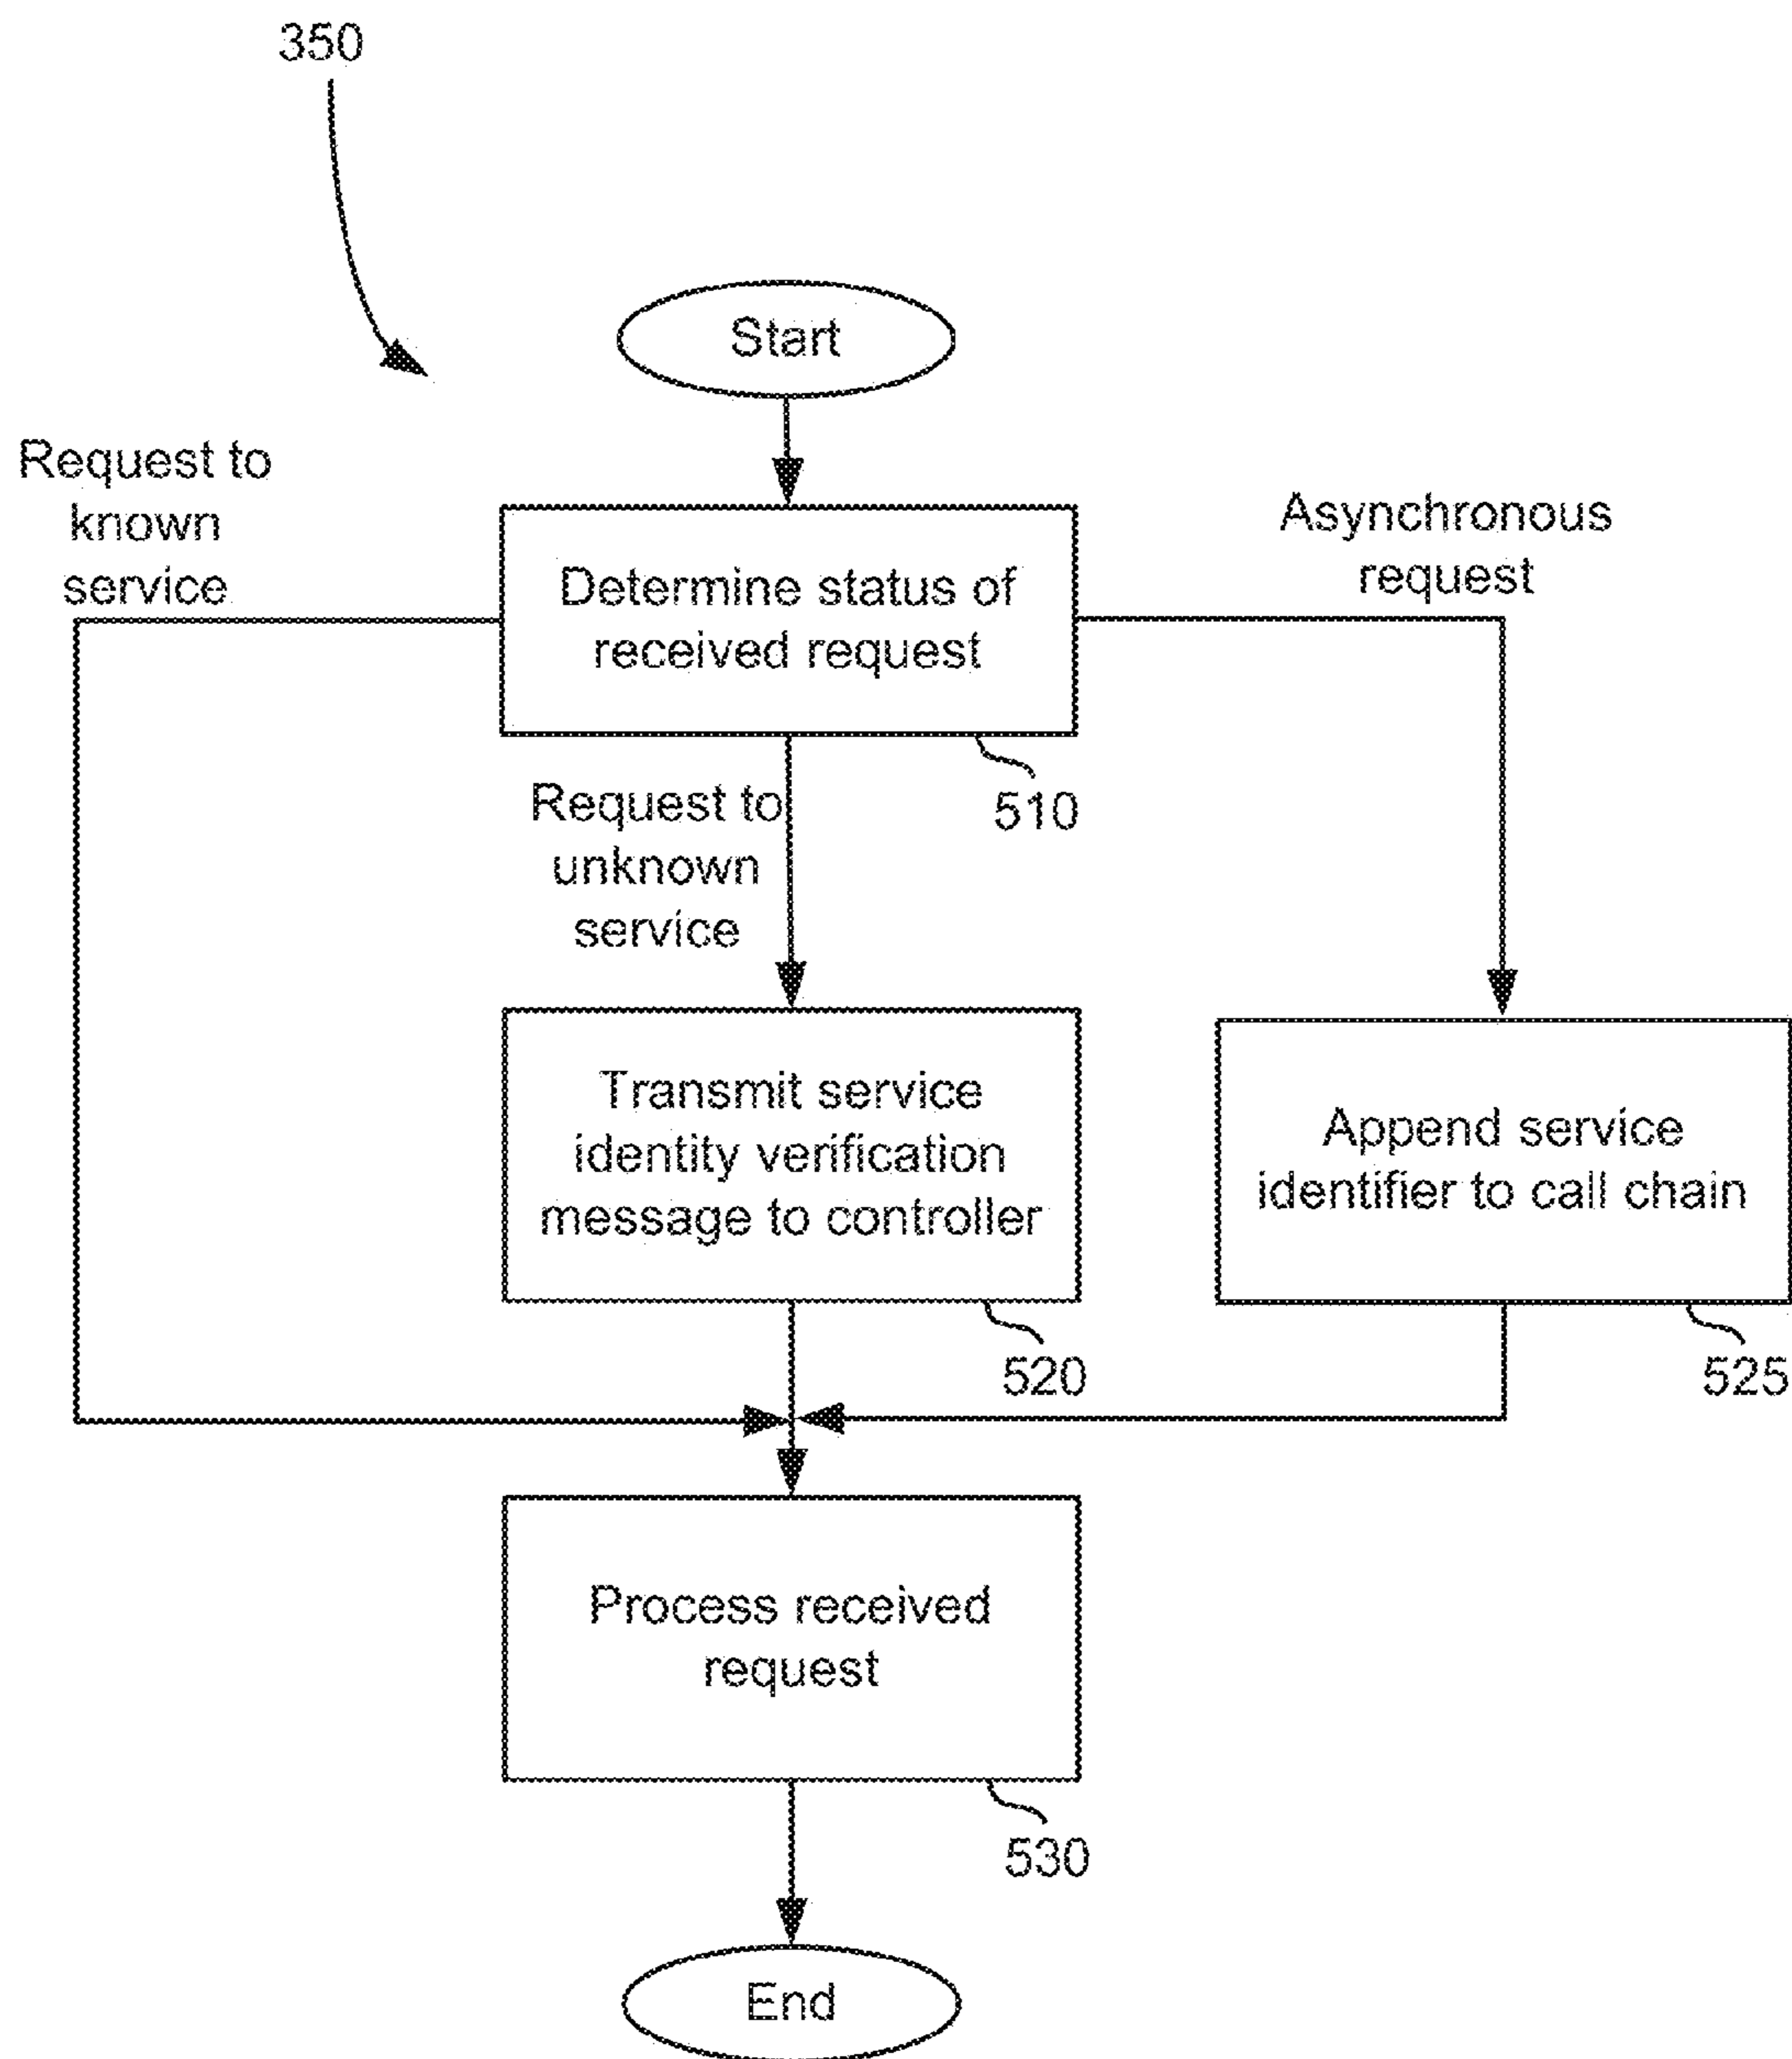 350
Start
Request to
known
service
Determine status of
received request
510
Asynchronous
request
Request to
unknown
service
Transmit service
identity verification
message to controller
520
Append service
identifier to call chain
525
Process received
request
530
End